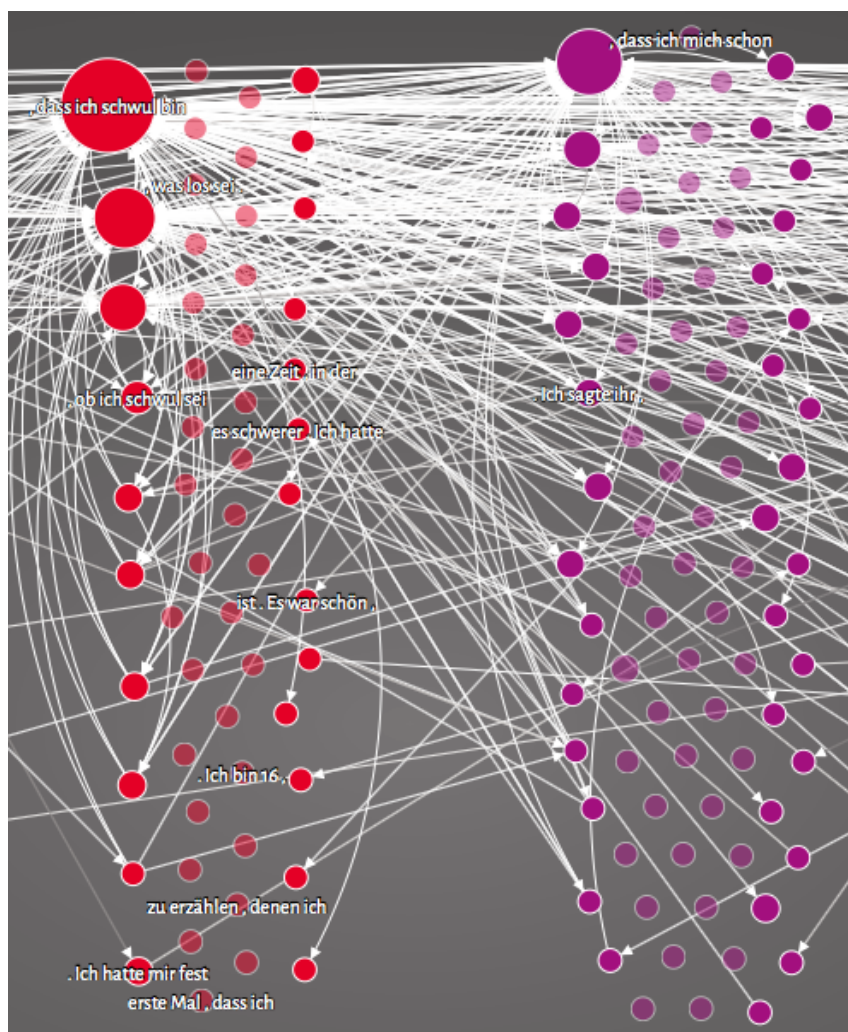 , dass ich mich schon
, dass ich schwul bin
, was los sei
eine Zeit , in der
, ob ich schwul sei
. Ich sagte ihr ,
es schwerer . Ich hatte
ist . Es war schön ,
. Ich bin 16 ,
zu erzählen , denen ich
. Ich hatte mir fest
erste Mal , dass ich